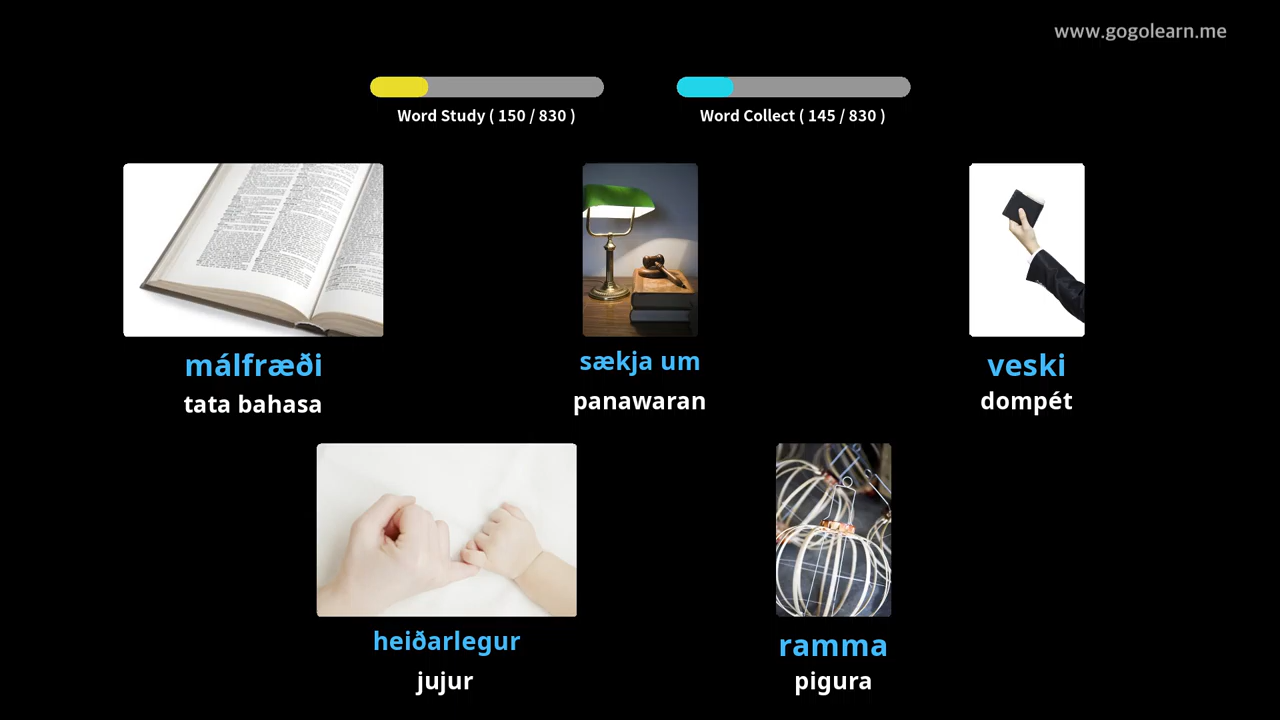 www.gogolearn.me
Word Study ( 150 / 830 )
Word Collect ( 145 / 830 )
málfræði
tata bahasa
sækja um
panawaran
veski
dompét
heiðarlegur
jujur
ramma
pigura